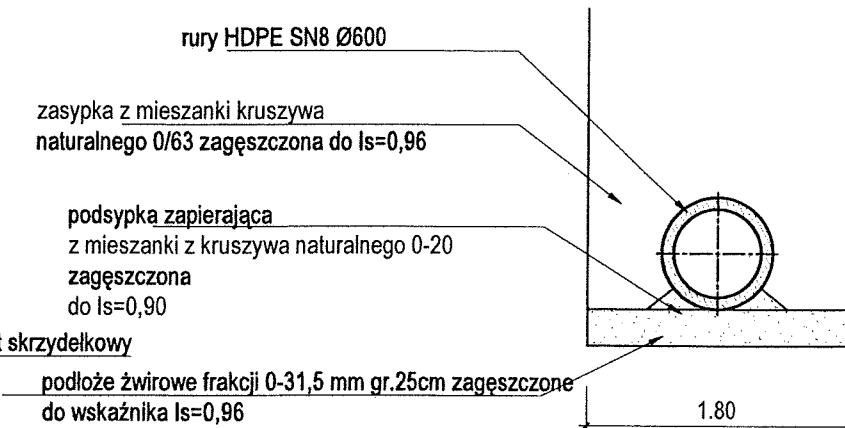 rury HDPE SN8 Ø600
zasypka z mieszanki kruszywa
naturalnego 0/63 zagęszczona do Is=0,96
podsypka zapierająca
z mieszanki z kruszywa naturalnego 0-20
zagęszczona
do Is=0,90
skrzydełkowy
podłoże żwirowe frakcji 0-31,5 mm gr.25cm zagęszczone
do wskaźnika Is=0,96
1.80